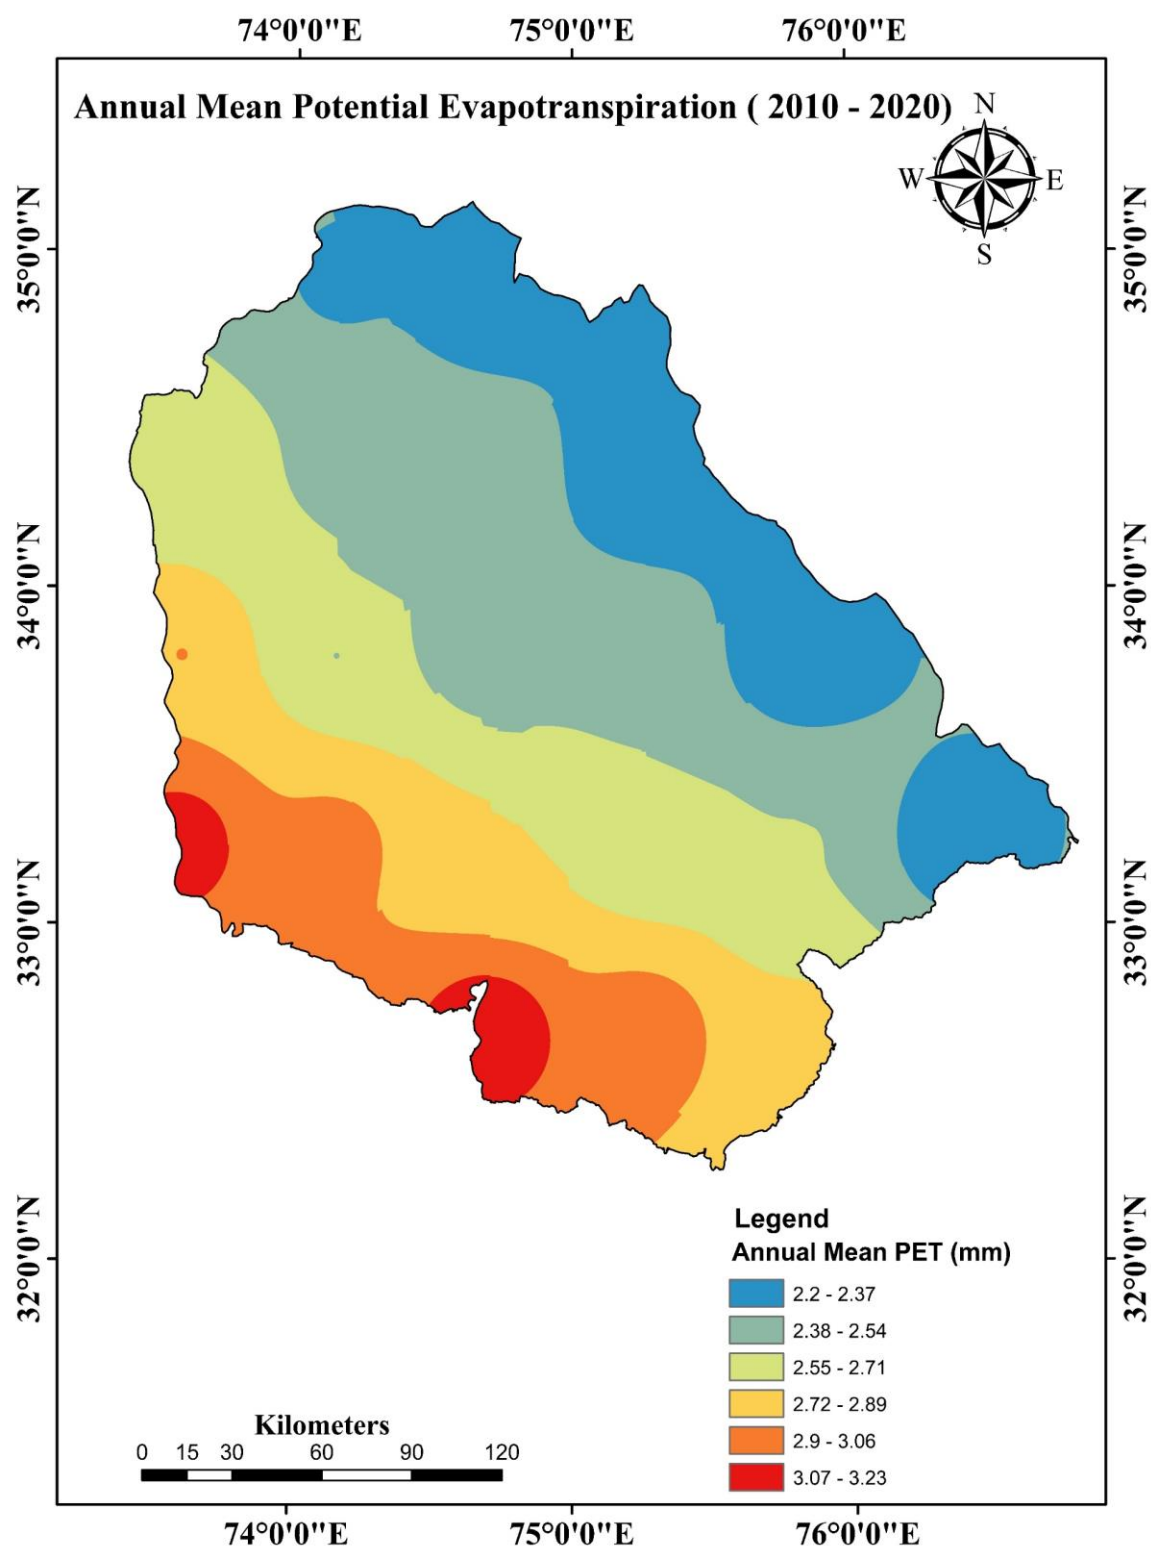 74°0'0"E 75°0'0"E 76°0'0"E
Annual Mean Potential Evapotranspiration ( 2010 - 2020)
N
W E
S
35°0'0"N 35°0'0"N
34°0'0"N 34°0'0"N
33°0'0"N 33°0'0"N
32°0'0"N 32°0'0"N
Legend
Annual Mean PET (mm)
2.2 - 2.37
2.38 - 2.54
2.55 - 2.71
2.72 - 2.89
2.9 - 3.06
3.07 - 3.23
Kilometers
0 15 30 60 90 120
74°0'0"E 75°0'0"E 76°0'0"E